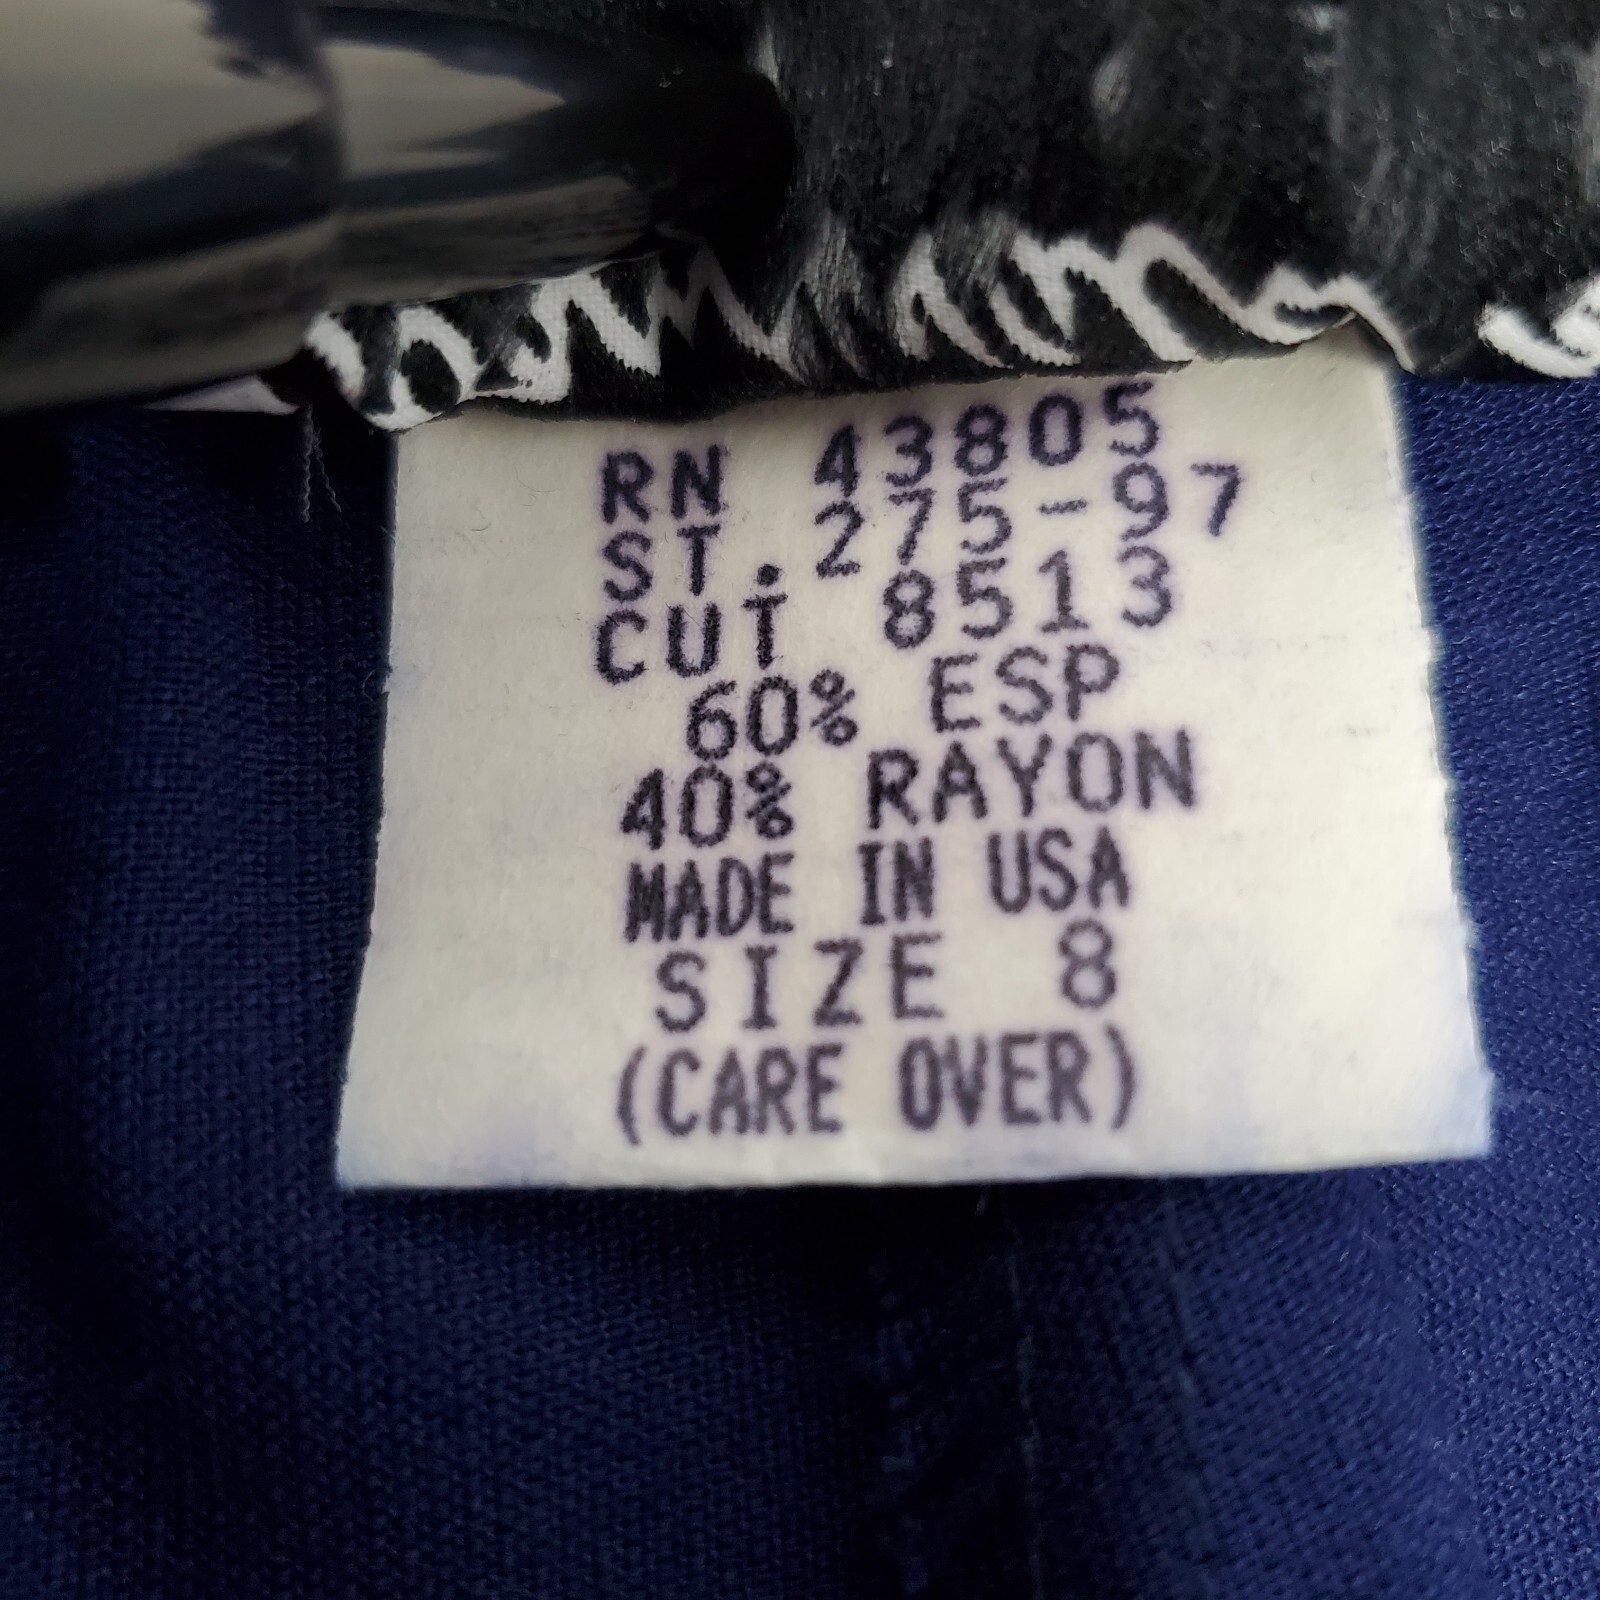 RN 43805
ST.275-97
CUT 8513
60% ESP
40% RAYON
MADE IN USA
SIZE 8
(CARE OVER)